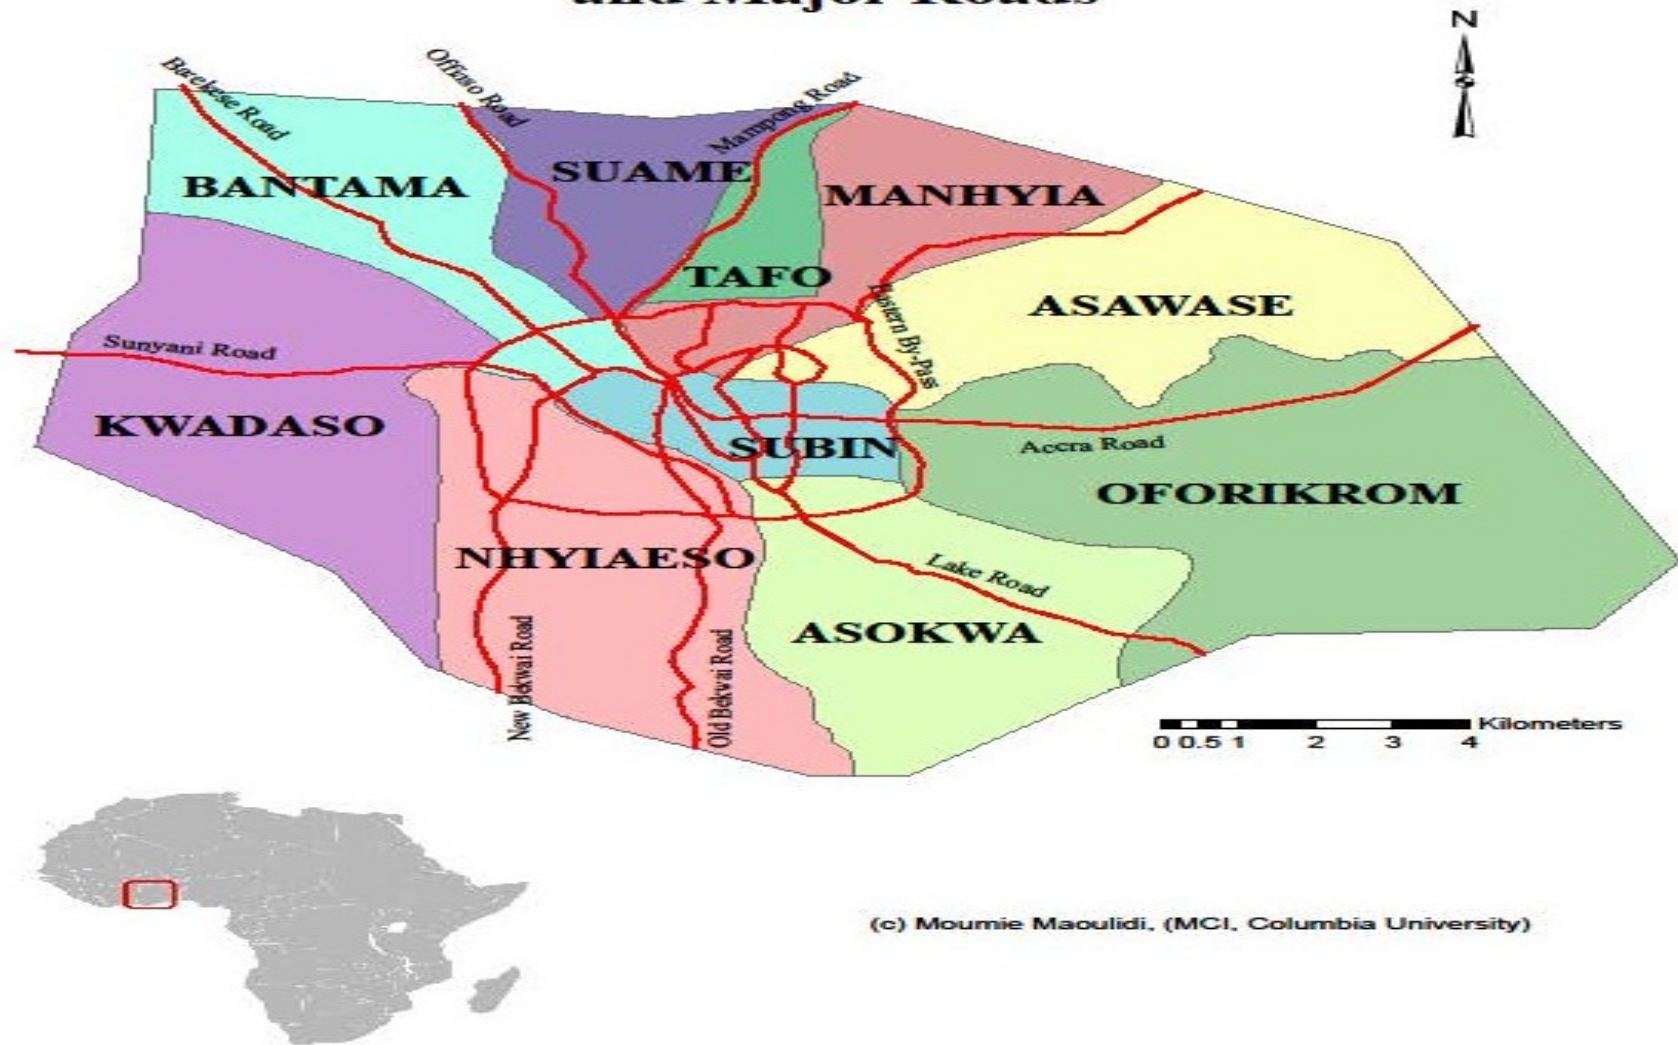 and Major Roads
N
Barekese Road
Offinso Road
Mampong Road
BANTAMA
SUAME
MANHYIA
TAFO
ASAWASE
Eastern By-Pass
Sunyani Road
KWADASO
SUBIN
Accra Road
OFORIKROM
NHYIAESO
Lake Road
ASOKWA
New Bekwai Road
Old Bekwai Road
Kilometers
0 0.5 1 2 3 4
(c) Moumie Maoulidi, (MCI, Columbia University)